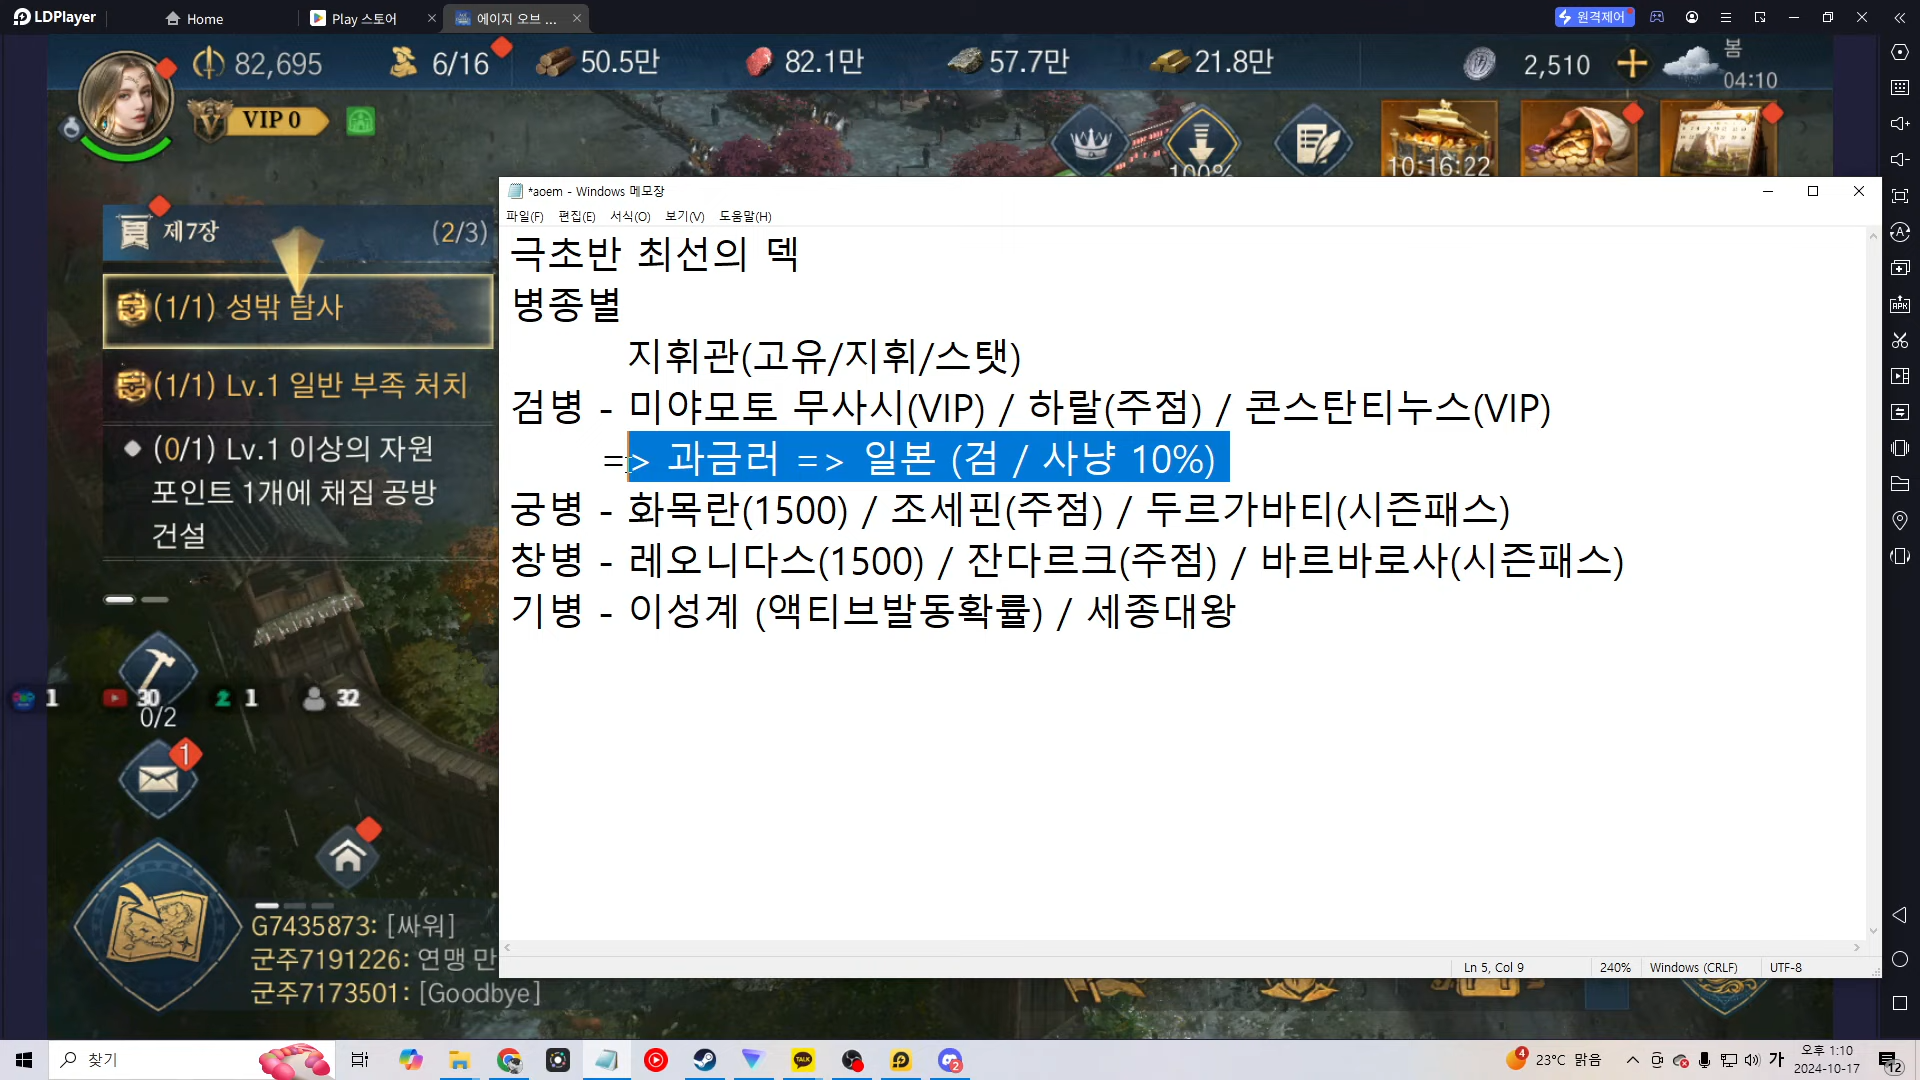 LDPlayer
Home
Play 스토어
에이지 오브 ...
원격제어
82,695
6/16
50.5만
82.1만
57.7만
21.8만
2,510
봄
04:10
VIP 0
100%
10:16:22
제7장
(2/3)
(1/1) 성밖 탐사
(1/1) Lv.1 일반 부족 처치
(0/1) Lv.1 이상의 자원
포인트 1개에 채집 공방
건설
1
30
1
32
0/2
1
G7435873: [싸워]
군주7191226: 연맹 만
군주7173501: [Goodbye]
*aoem - Windows 메모장
파일(F) 편집(E) 서식(O) 보기(V) 도움말(H)
극초반 최선의 덱
병종별
지휘관(고유/지휘/스탯)
검병 - 미야모토 무사시(VIP) / 하랄(주점) / 콘스탄티누스(VIP)
=> 과금러 => 일본 (검 / 사냥 10%)
궁병 - 화목란(1500) / 조세핀(주점) / 두르가바티(시즌패스)
창병 - 레오니다스(1500) / 잔다르크(주점) / 바르바로사(시즌패스)
기병 - 이성계 (액티브발동확률) / 세종대왕
Ln 5, Col 9
240%
Windows (CRLF)
UTF-8
APK
찾기
TALK
2
4
23°C 맑음
가
오후 1:10
2024-10-17
12